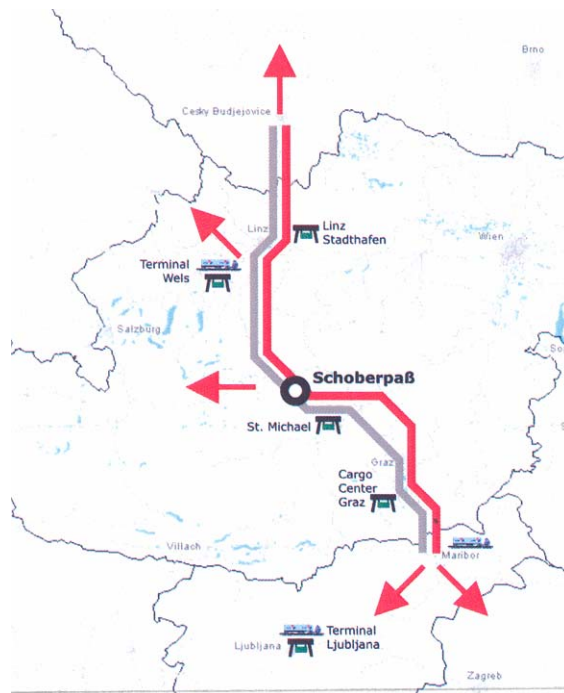 Brno
Cesky Budjejovice
Linz
Linz
Stadthafen
Wien
Terminal
Wels
Salzburg
Schoberpaß
St. Michael
Graz
Cargo
Center
Graz
Villach
Maribor
Terminal
Ljubljana
Ljubljana
Zagreb